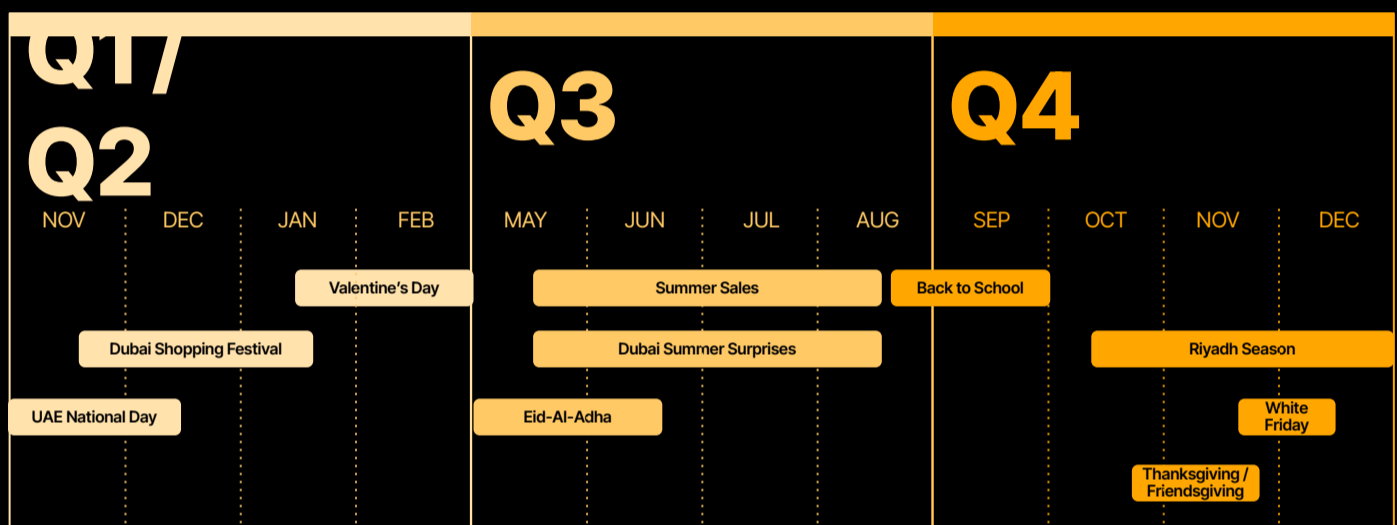 Q1/
Q2
Q3
Q4
NOV DEC JAN FEB MAY JUN JUL AUG SEP OCT NOV DEC
Valentine’s Day Summer Sales Back to School
Dubai Shopping Festival Dubai Summer Surprises Riyadh Season
UAE National Day Eid-Al-Adha
White
Friday
Thanksgiving /
Friendsgiving